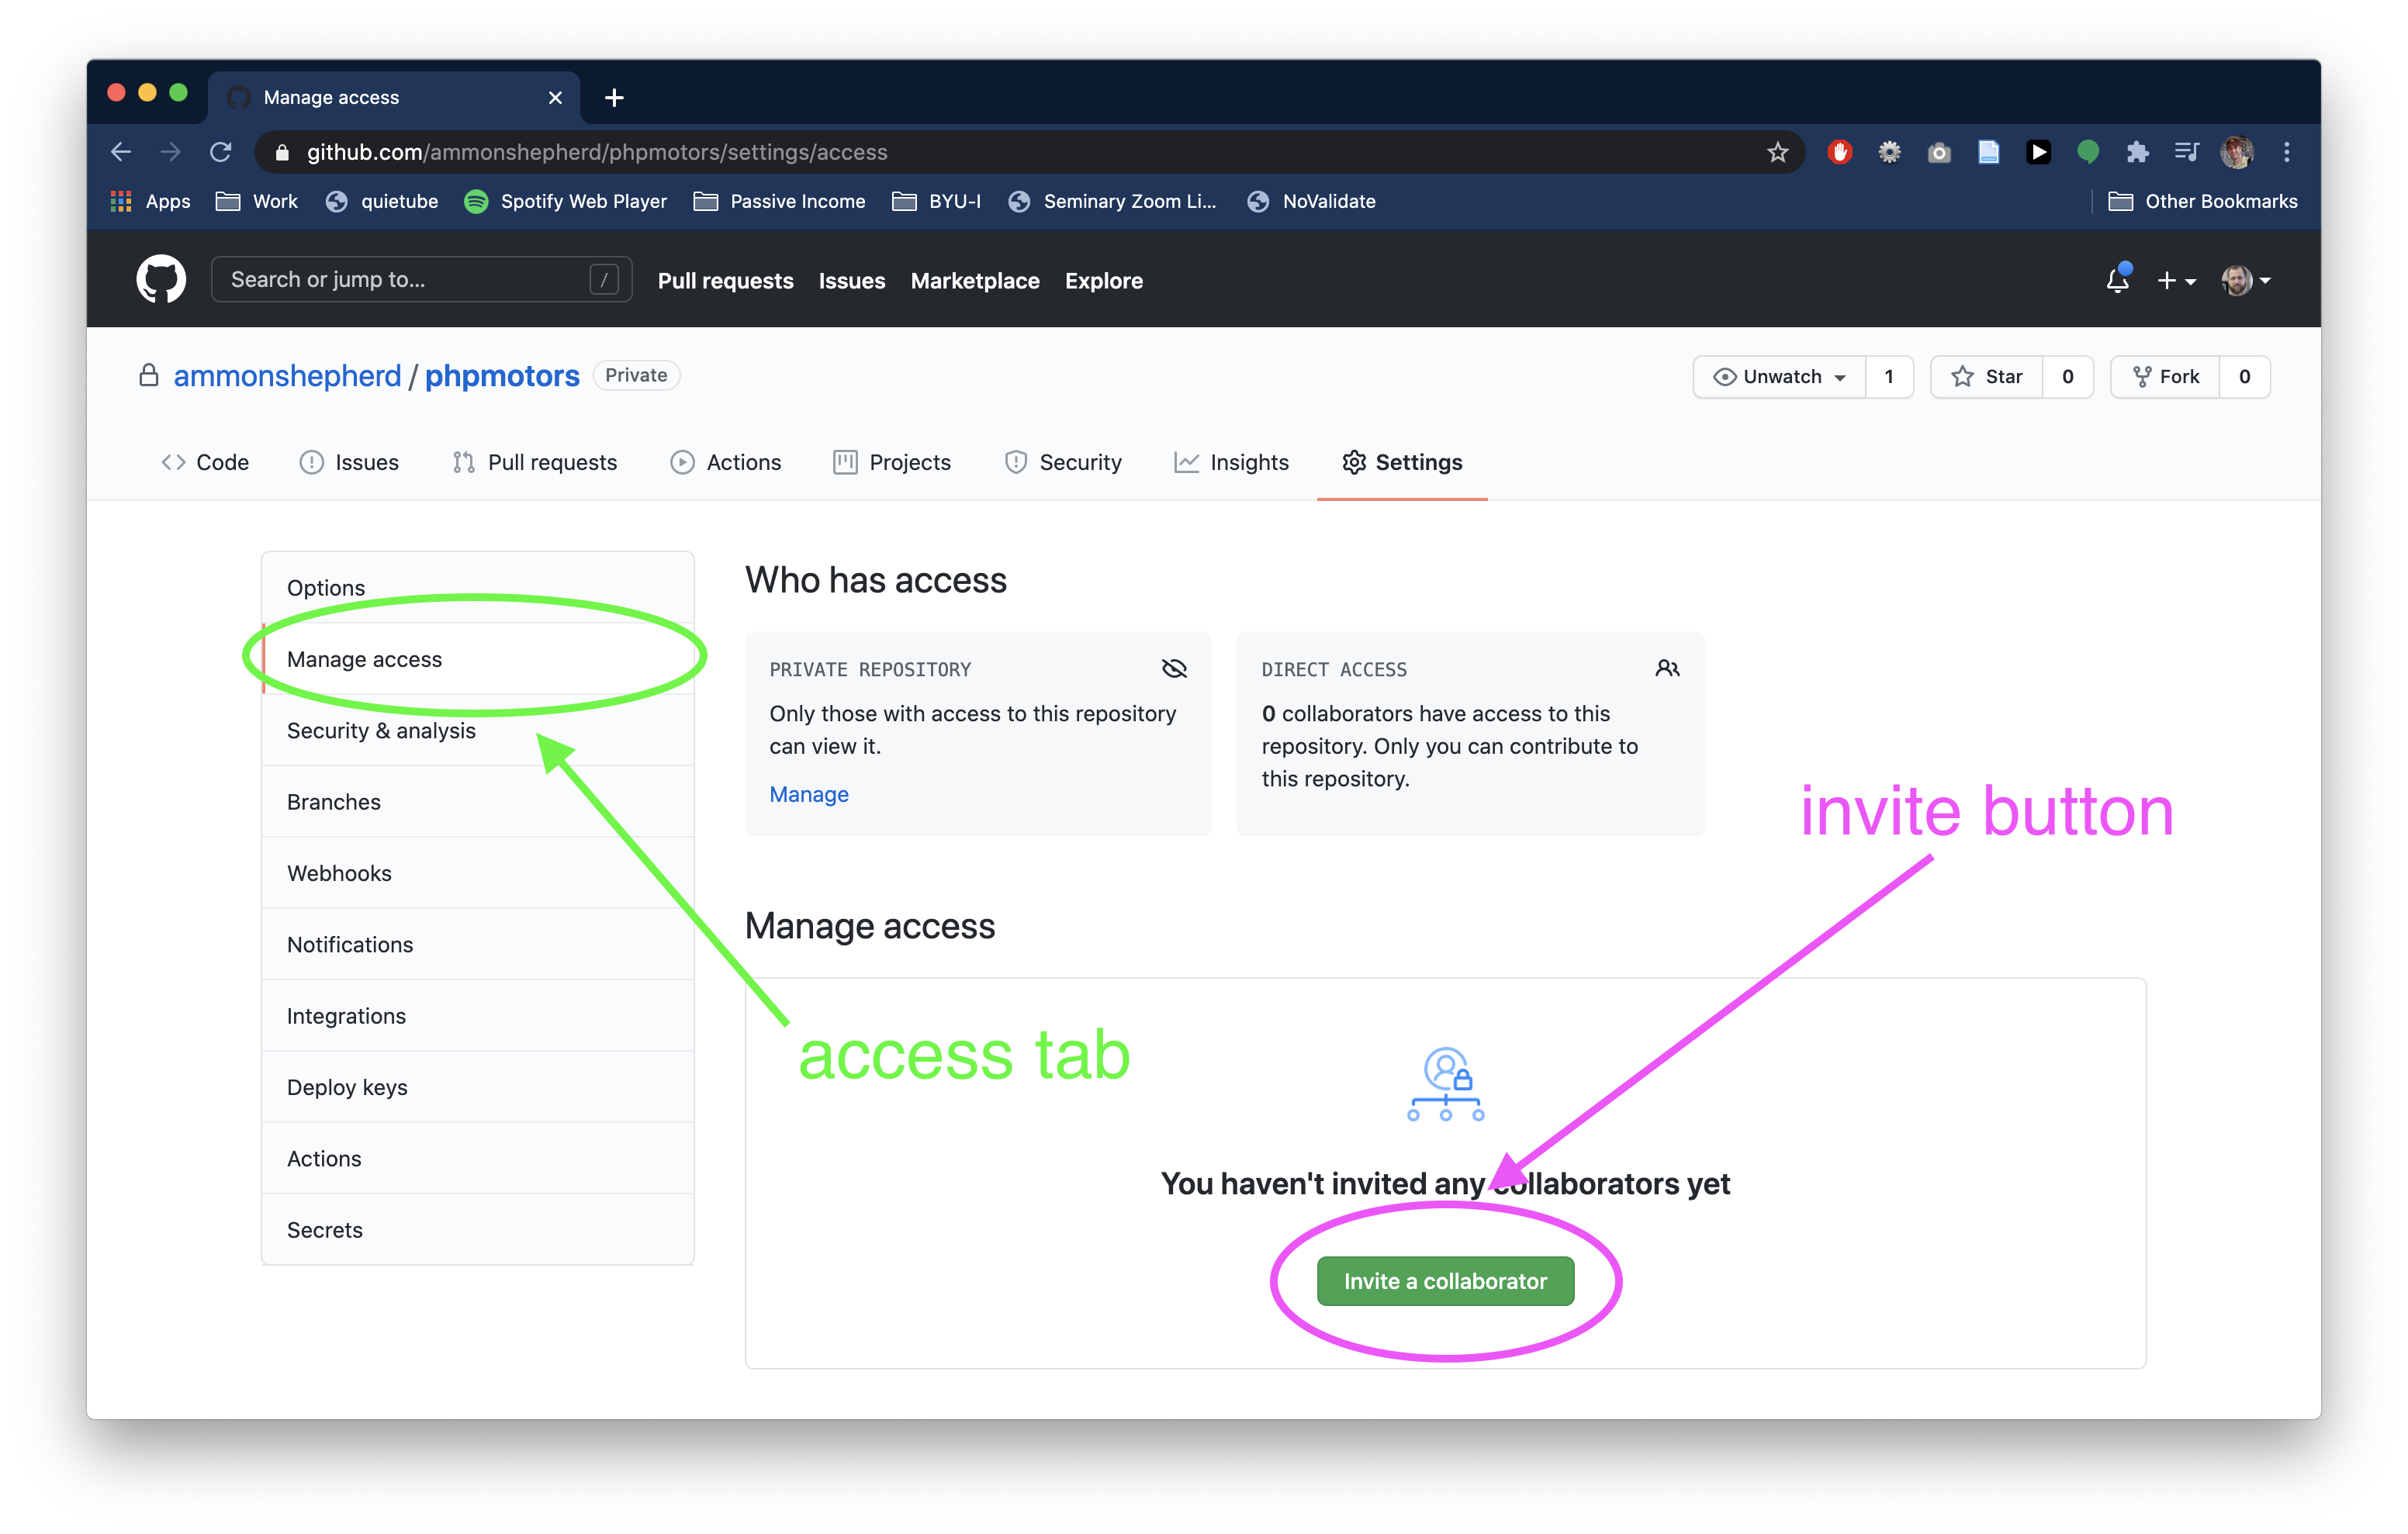 Manage access
github.com/ammonshepherd/phpmotors/settings/access
Apps Work quietube Spotify Web Player Passive Income BYU-I Seminary Zoom Li... NoValidate Other Bookmarks
Search or jump to... / Pull requests Issues Marketplace Explore
ammonshepherd / phpmotors Private Unwatch 1 Star 0 Fork 0
Code Issues Pull requests Actions Projects Security Insights Settings
Options
Manage access
Security & analysis
Branches
Webhooks
Notifications
Integrations
Deploy keys
Actions
Secrets
Who has access
PRIVATE REPOSITORY
Only those with access to this repository
can view it.
Manage
DIRECT ACCESS
0 collaborators have access to this
repository. Only you can contribute to
this repository.
invite button
Manage access
access tab
You haven't invited any collaborators yet
Invite a collaborator